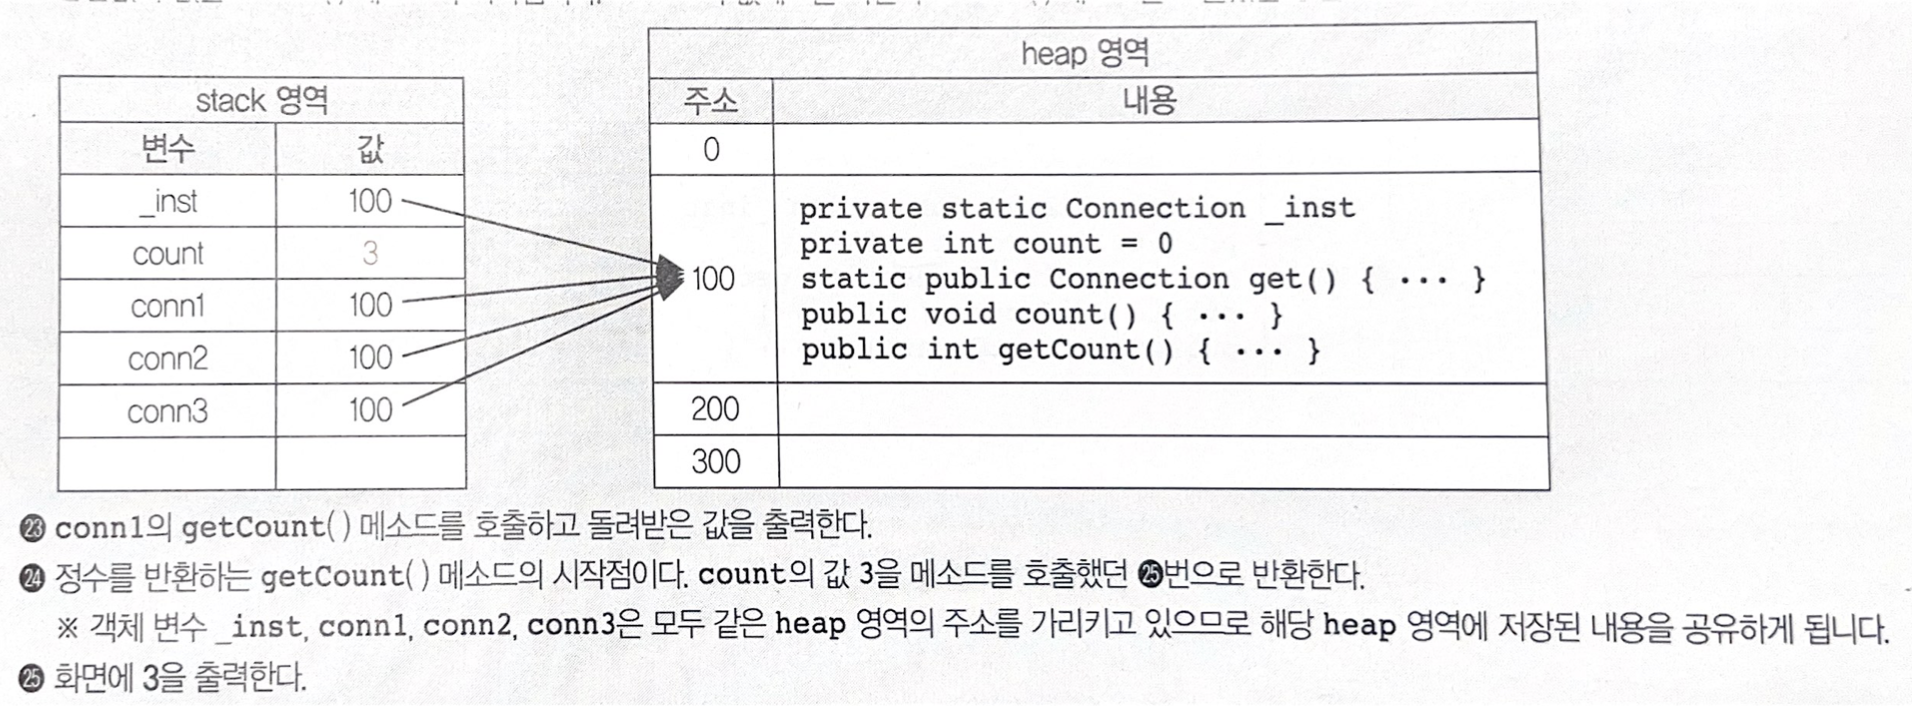 stack 영역
변수 값
_inst 100
count 3
conn1 100
conn2 100
conn3 100
heap 영역
주소 내용
0
100
private static Connection _inst
private int count = 0
static public Connection get() { ··· }
public void count() { ··· }
public int getCount() { ··· }
200
300
㉓ conn1의 getCount( ) 메소드를 호출하고 돌려받은 값을 출력한다.
㉔ 정수를 반환하는 getCount( ) 메소드의 시작점이다. count의 값 3을 메소드를 호출했던 ㉕번으로 반환한다.
※ 객체 변수 _inst, conn1, conn2, conn3은 모두 같은 heap 영역의 주소를 가리키고 있으므로 해당 heap 영역에 저장된 내용을 공유하게 됩니다.
㉕ 화면에 3을 출력한다.